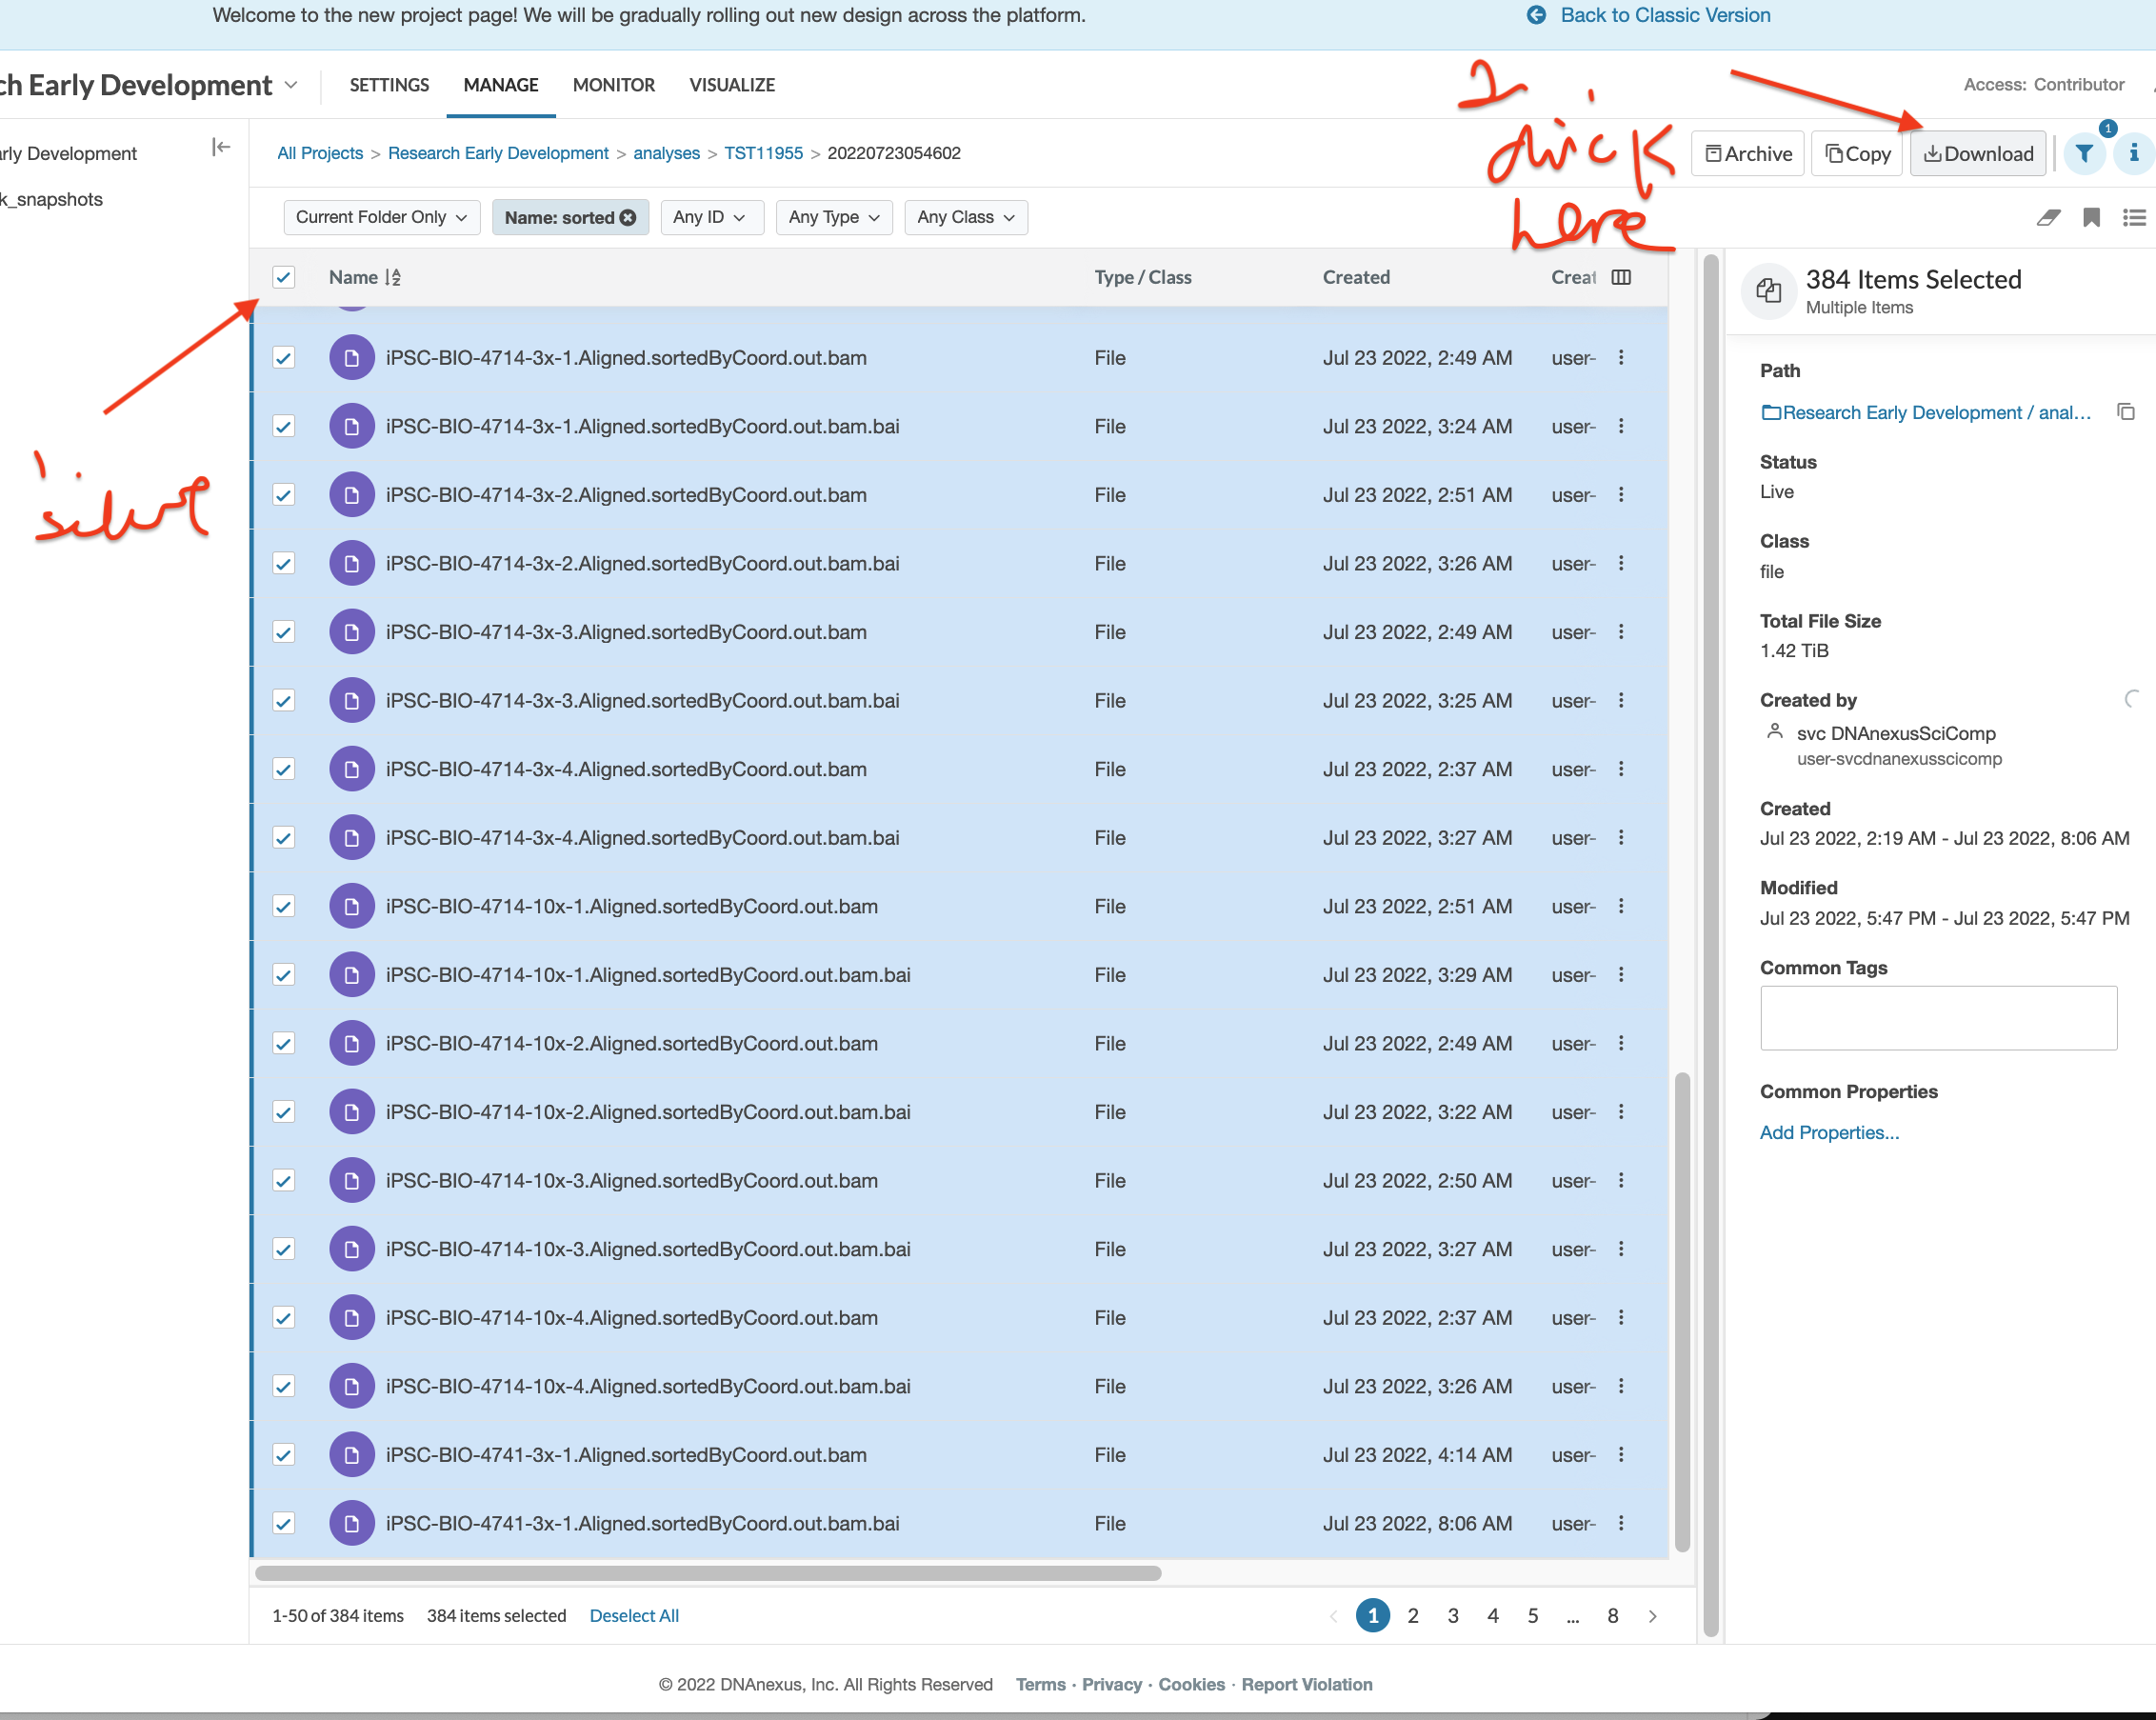 Welcome to the new project page! We will be gradually rolling out new design across the platform.
Back to Classic Version
ch Early Development
SETTINGS MANAGE MONITOR VISUALIZE
Access: Contributor
2
click
here
rly Development
k_snapshots
All Projects > Research Early Development > analyses > TST11955 > 20220723054602
Archive Copy Download
1
Current Folder Only Name: sorted Any ID Any Type Any Class
Name Type / Class Created Creat
iPSC-BIO-4714-3x-1.Aligned.sortedByCoord.out.bam File Jul 23 2022, 2:49 AM user-
iPSC-BIO-4714-3x-1.Aligned.sortedByCoord.out.bam.bai File Jul 23 2022, 3:24 AM user-
iPSC-BIO-4714-3x-2.Aligned.sortedByCoord.out.bam File Jul 23 2022, 2:51 AM user-
iPSC-BIO-4714-3x-2.Aligned.sortedByCoord.out.bam.bai File Jul 23 2022, 3:26 AM user-
iPSC-BIO-4714-3x-3.Aligned.sortedByCoord.out.bam File Jul 23 2022, 2:49 AM user-
iPSC-BIO-4714-3x-3.Aligned.sortedByCoord.out.bam.bai File Jul 23 2022, 3:25 AM user-
iPSC-BIO-4714-3x-4.Aligned.sortedByCoord.out.bam File Jul 23 2022, 2:37 AM user-
iPSC-BIO-4714-3x-4.Aligned.sortedByCoord.out.bam.bai File Jul 23 2022, 3:27 AM user-
iPSC-BIO-4714-10x-1.Aligned.sortedByCoord.out.bam File Jul 23 2022, 2:51 AM user-
iPSC-BIO-4714-10x-1.Aligned.sortedByCoord.out.bam.bai File Jul 23 2022, 3:29 AM user-
iPSC-BIO-4714-10x-2.Aligned.sortedByCoord.out.bam File Jul 23 2022, 2:49 AM user-
iPSC-BIO-4714-10x-2.Aligned.sortedByCoord.out.bam.bai File Jul 23 2022, 3:22 AM user-
iPSC-BIO-4714-10x-3.Aligned.sortedByCoord.out.bam File Jul 23 2022, 2:50 AM user-
iPSC-BIO-4714-10x-3.Aligned.sortedByCoord.out.bam.bai File Jul 23 2022, 3:27 AM user-
iPSC-BIO-4714-10x-4.Aligned.sortedByCoord.out.bam File Jul 23 2022, 2:37 AM user-
iPSC-BIO-4714-10x-4.Aligned.sortedByCoord.out.bam.bai File Jul 23 2022, 3:26 AM user-
iPSC-BIO-4741-3x-1.Aligned.sortedByCoord.out.bam File Jul 23 2022, 4:14 AM user-
iPSC-BIO-4741-3x-1.Aligned.sortedByCoord.out.bam.bai File Jul 23 2022, 8:06 AM user-
1-50 of 384 items 384 items selected Deselect All
1 2 3 4 5 ... 8
384 Items Selected
Multiple Items
Path
Research Early Development / anal...
Status
Live
Class
file
Total File Size
1.42 TiB
Created by
svc DNAnexusSciComp
user-svcdnanexusscicomp
Created
Jul 23 2022, 2:19 AM - Jul 23 2022, 8:06 AM
Modified
Jul 23 2022, 5:47 PM - Jul 23 2022, 5:47 PM
Common Tags
Common Properties
Add Properties...
© 2022 DNAnexus, Inc. All Rights Reserved Terms · Privacy · Cookies · Report Violation